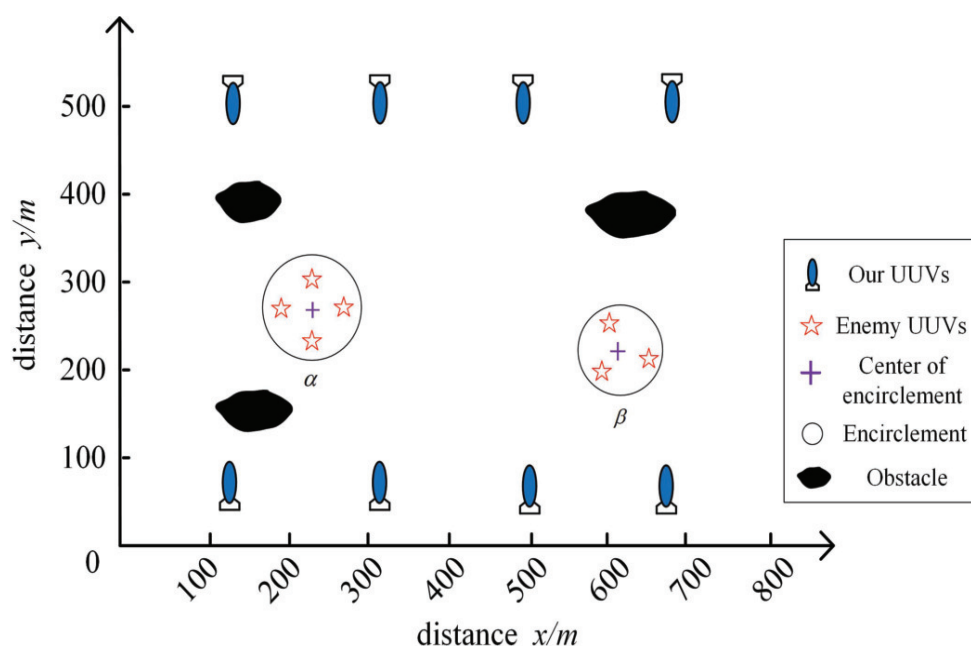 distance y/m
500
400
300
200
100
0
100
200
300
400
500
600
700
800
distance x/m
α
β
Our UUVs
Enemy UUVs
Center of
encirclement
Encirclement
Obstacle